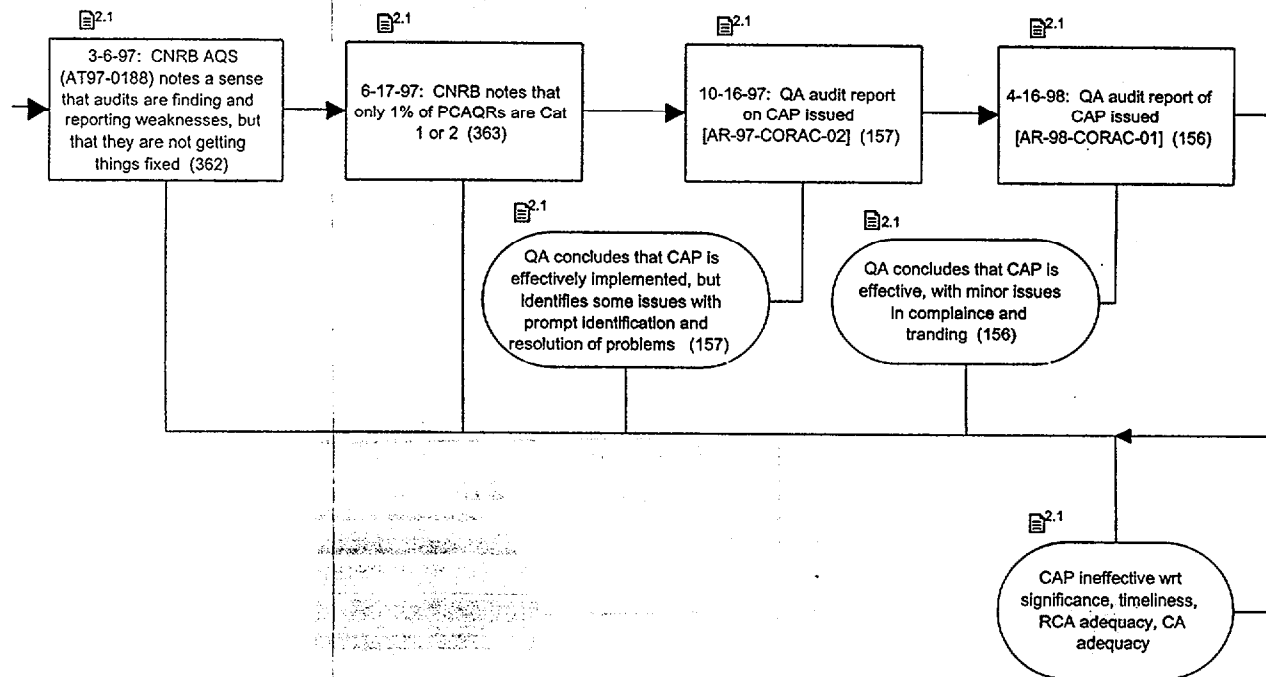 2.1
3-6-97: CNRB AQS
(AT97-0188) notes a sense
that audits are finding and
reporting weaknesses, but
that they are not getting
things fixed (362)
2.1
6-17-97: CNRB notes that
only 1% of PCAQRs are Cat
1 or 2 (363)
2.1
10-16-97: QA audit report
on CAP issued
[AR-97-CORAC-02] (157)
2.1
4-16-98: QA audit report of
CAP issued
[AR-98-CORAC-01] (156)
2.1
QA concludes that CAP is
effectively implemented, but
identifies some issues with
prompt identification and
resolution of problems (157)
2.1
QA concludes that CAP is
effective, with minor issues
in complaince and
tranding (156)
2.1
CAP ineffective wrt
significance, timeliness,
RCA adequacy, CA
adequacy